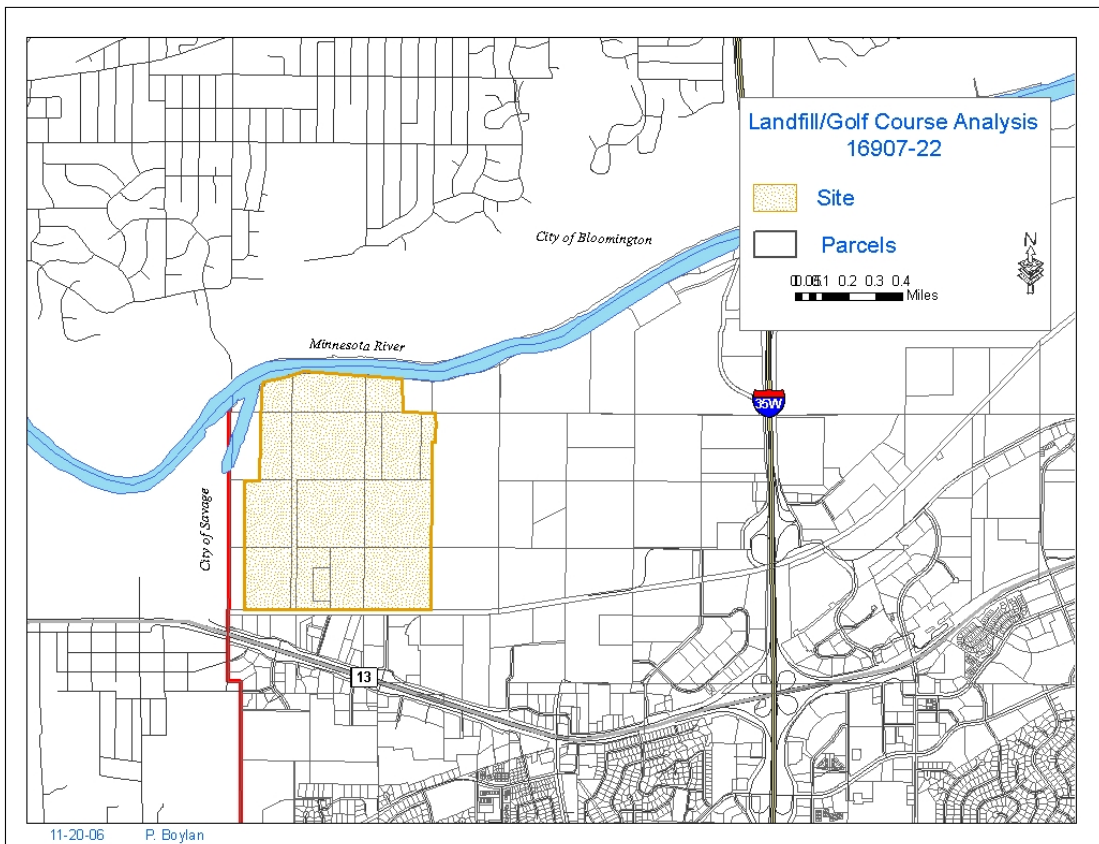 Landfill/Golf Course Analysis
16907-22
Site
City of Bloomington
Parcels
N
0.2 0.3 0.4
Miles
Minnesota River
35W
City of Savage
13
11-20-06 P. Boylan